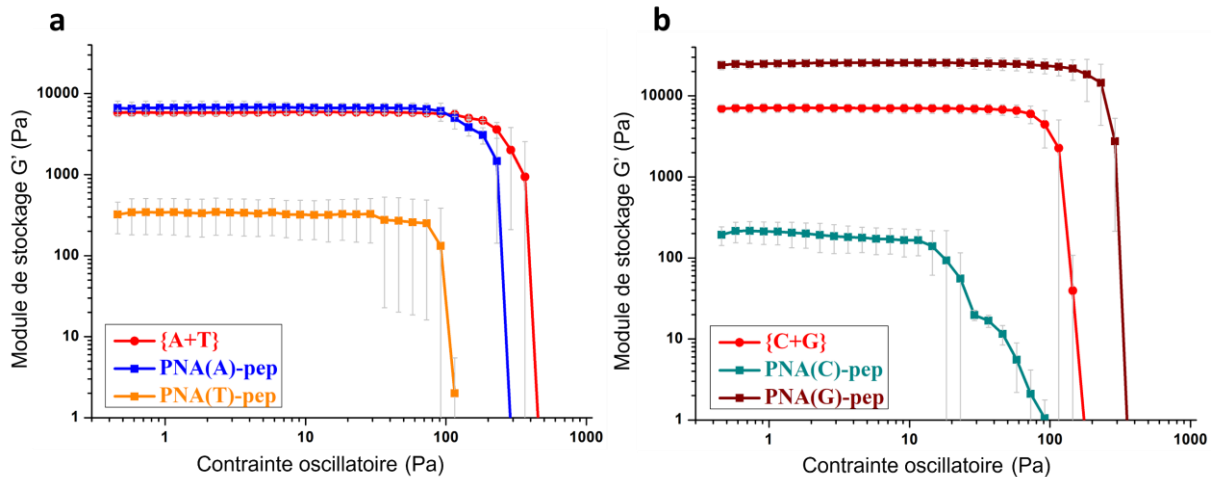 a
Module de stockage G' (Pa)
10000
1000
100
10
1
{A+T}
PNA(A)-pep
PNA(T)-pep
1
10
100
1000
Contrainte oscillatoire (Pa)
b
Module de stockage G' (Pa)
10000
1000
100
10
1
{C+G}
PNA(C)-pep
PNA(G)-pep
1
10
100
1000
Contrainte oscillatoire (Pa)